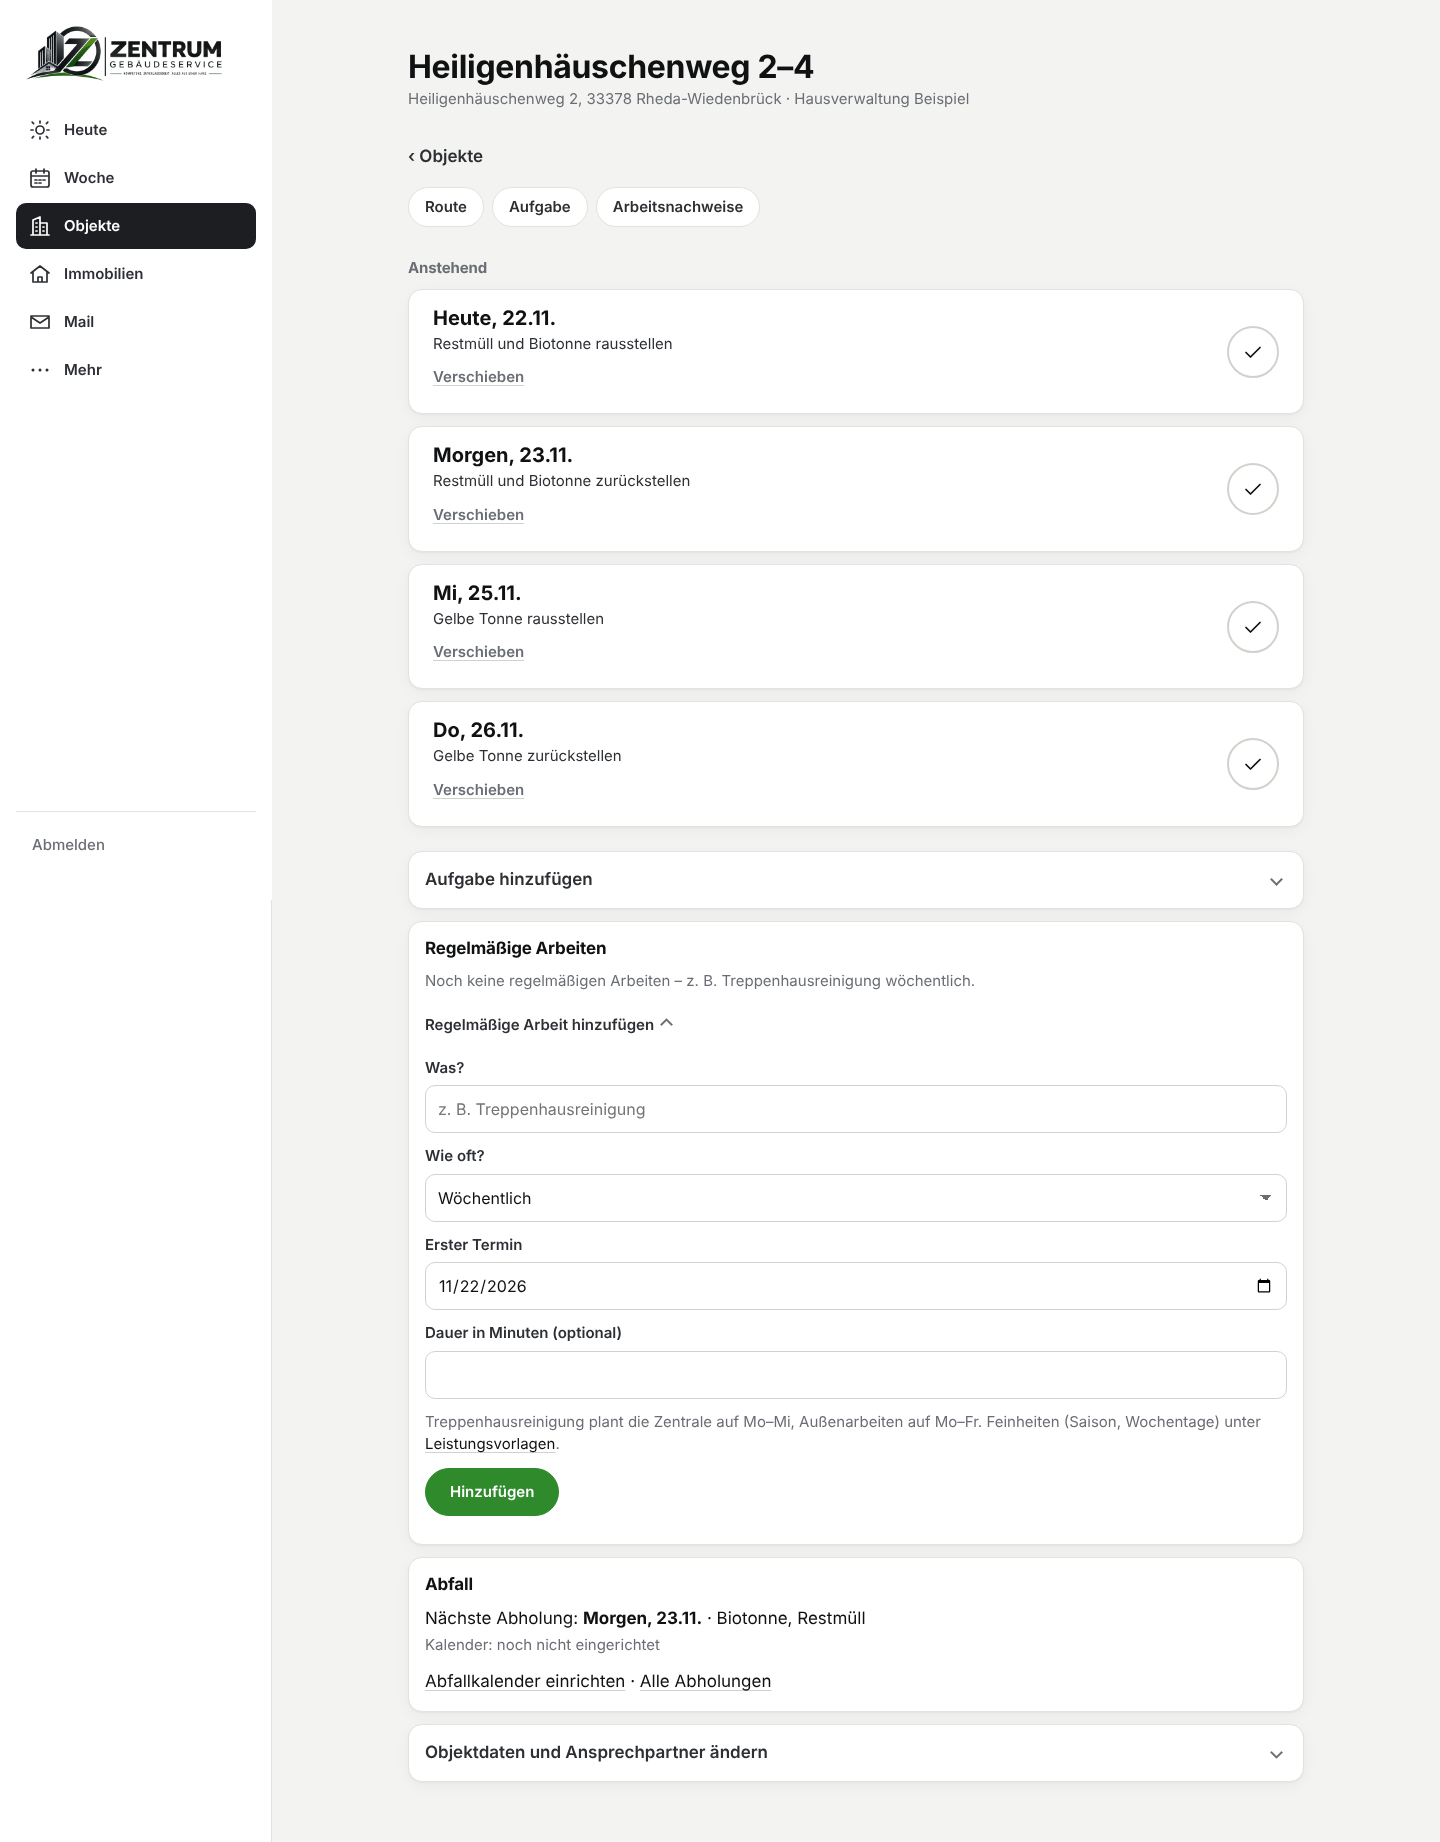 ZENTRUM
GEBÄUDESERVICE
Heute
Woche
Objekte
Immobilien
Mail
Mehr
Abmelden
Heiligenhäuschenweg 2–4
Heiligenhäuschenweg 2, 33378 Rheda-Wiedenbrück · Hausverwaltung Beispiel
‹ Objekte
Route
Aufgabe
Arbeitsnachweise
Anstehend
Heute, 22.11.
Restmüll und Biotonne rausstellen
Verschieben
Morgen, 23.11.
Restmüll und Biotonne zurückstellen
Verschieben
Mi, 25.11.
Gelbe Tonne rausstellen
Verschieben
Do, 26.11.
Gelbe Tonne zurückstellen
Verschieben
Aufgabe hinzufügen
Regelmäßige Arbeiten
Noch keine regelmäßigen Arbeiten – z. B. Treppenhausreinigung wöchentlich.
Regelmäßige Arbeit hinzufügen
Was?
z. B. Treppenhausreinigung
Wie oft?
Wöchentlich
Erster Termin
11/22/2026
Dauer in Minuten (optional)
Treppenhausreinigung plant die Zentrale auf Mo–Mi, Außenarbeiten auf Mo–Fr. Feinheiten (Saison, Wochentage) unter
Leistungsvorlagen.
Hinzufügen
Abfall
Nächste Abholung: Morgen, 23.11. · Biotonne, Restmüll
Kalender: noch nicht eingerichtet
Abfallkalender einrichten · Alle Abholungen
Objektdaten und Ansprechpartner ändern